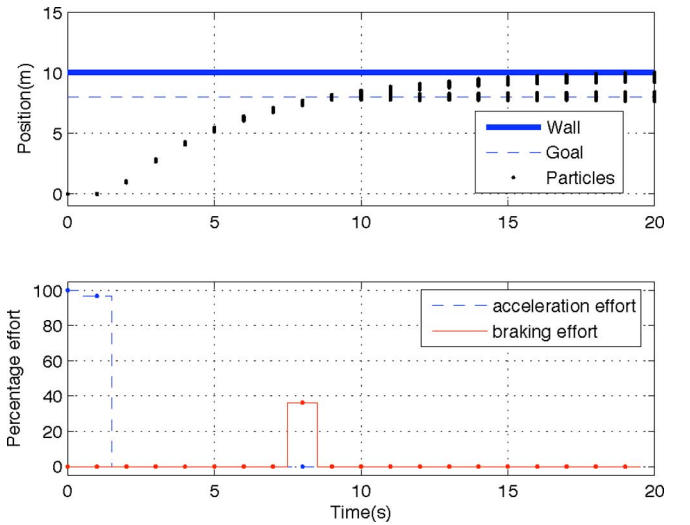 15
10
5
0
Position(m)
Wall
Goal
Particles
0 5 10 15 20
100
80
60
40
20
0
Percentage effort
acceleration effort
braking effort
0 5 10 15 20
Time(s)